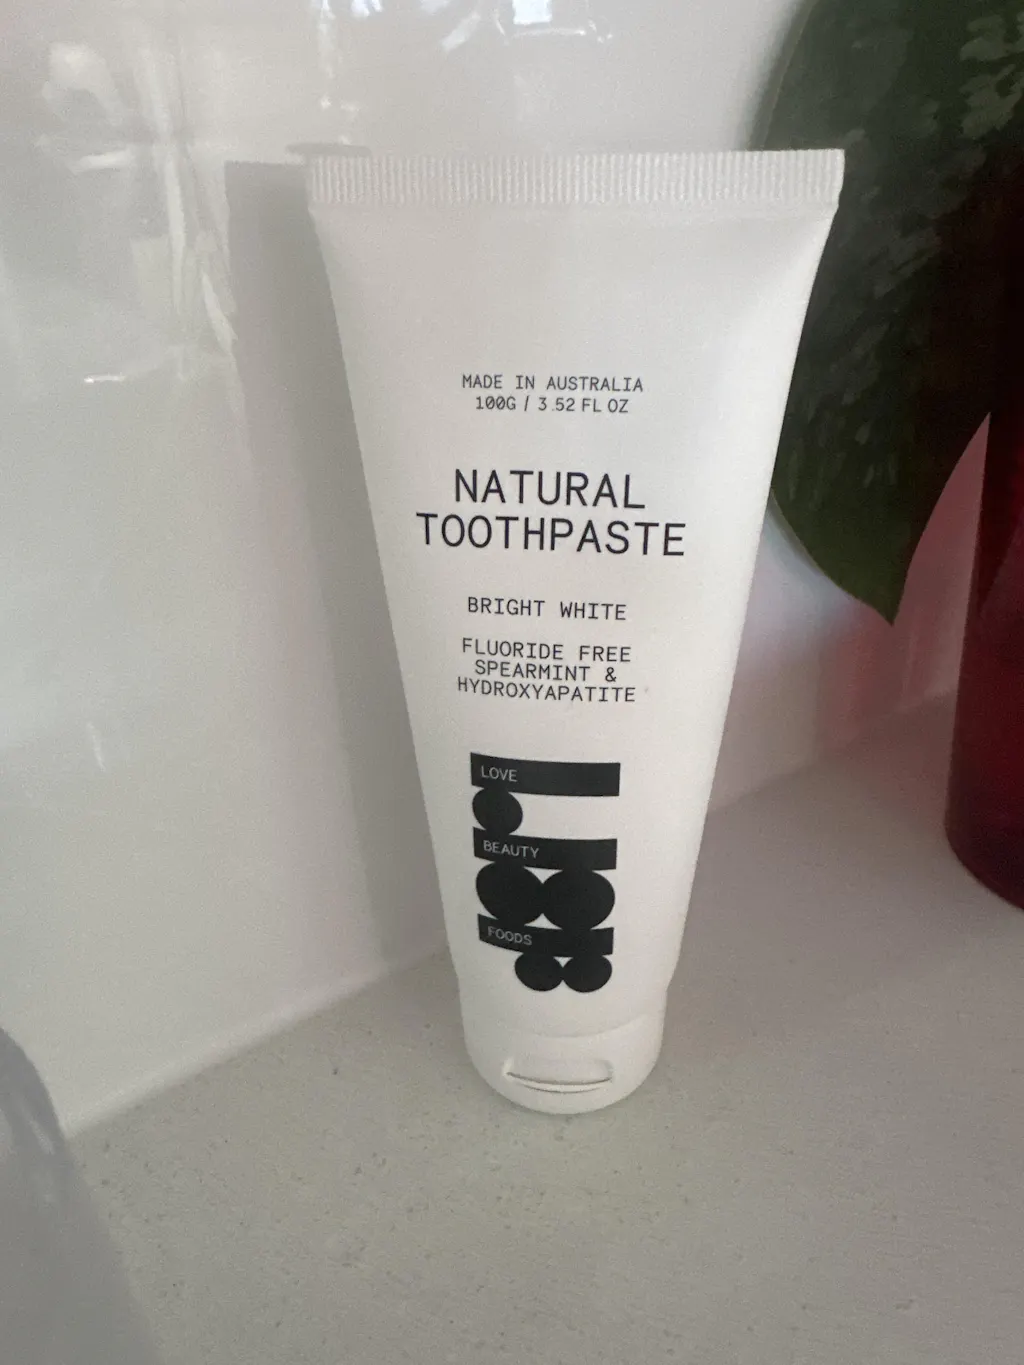 MADE IN AUSTRALIA
100G / 3.52 FL OZ
NATURAL
TOOTHPASTE
BRIGHT WHITE
FLUORIDE FREE
SPEARMINT &
HYDROXYAPATITE
LOVE
BEAUTY
FOODS